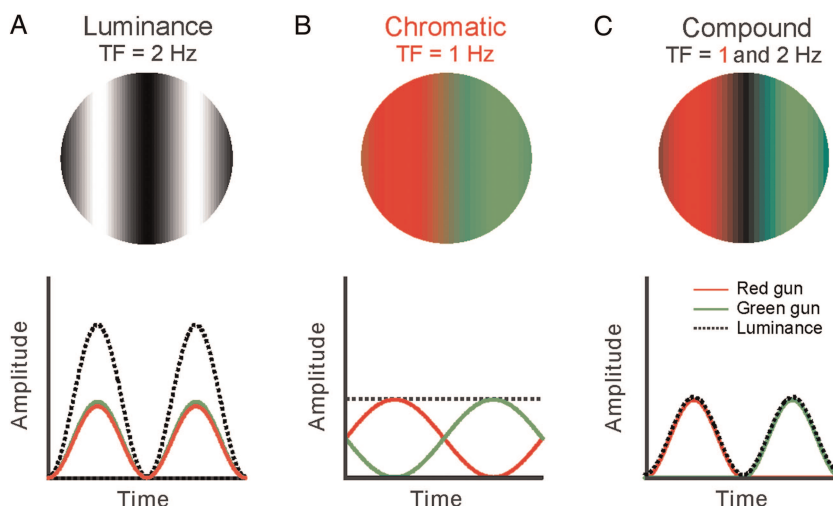 A
Luminance
TF = 2 Hz
B
Chromatic
TF = 1 Hz
C
Compound
TF = 1 and 2 Hz
Amplitude
Time
Amplitude
Time
Red gun
Green gun
Luminance
Amplitude
Time